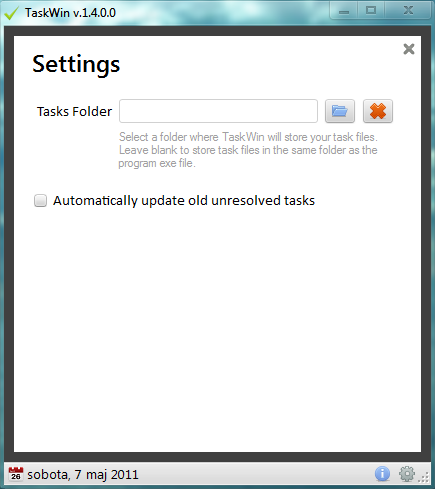 TaskWin v.1.4.0.0
Settings
Tasks Folder
Select a folder where TaskWin will store your task files.
Leave blank to store task files in the same folder as the
program exe file.
Automatically update old unresolved tasks
26
sobota, 7 maj 2011